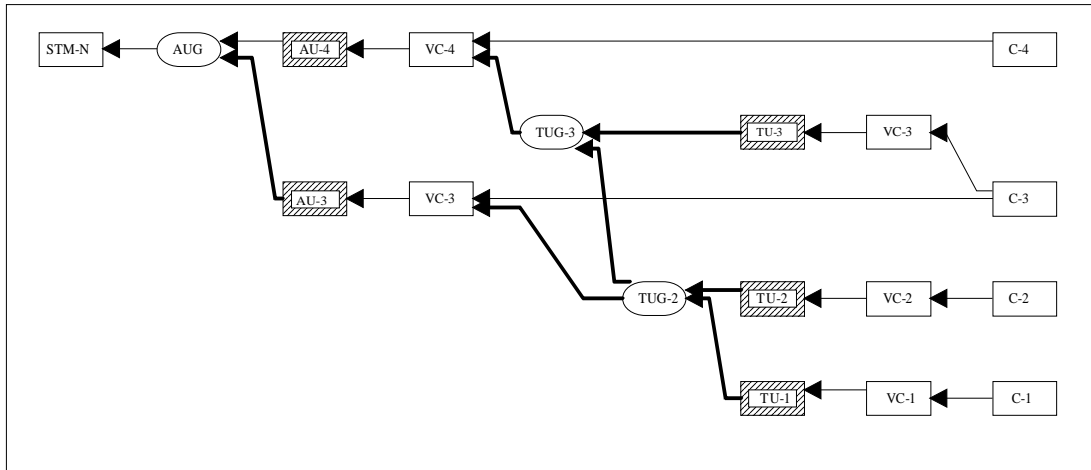 STM-N
AUG
AU-4
VC-4
C-4
TUG-3
TU-3
VC-3
AU-3
VC-3
C-3
TUG-2
TU-2
VC-2
C-2
TU-1
VC-1
C-1